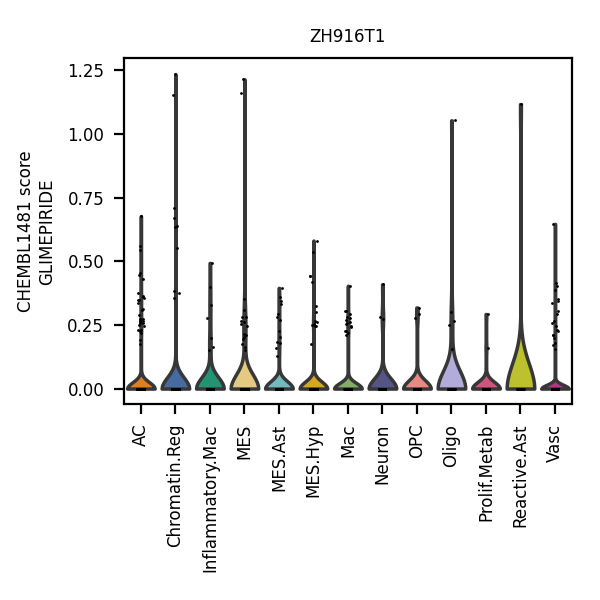 ZH916T1
CHEMBL1481 score
GLIMEPIRIDE
1.25
1.00
0.75
0.50
0.25
0.00
AC
Chromatin.Reg
Inflammatory.Mac
MES
MES.Ast
MES.Hyp
Mac
Neuron
OPC
Oligo
Prolif.Metab
Reactive.Ast
Vasc